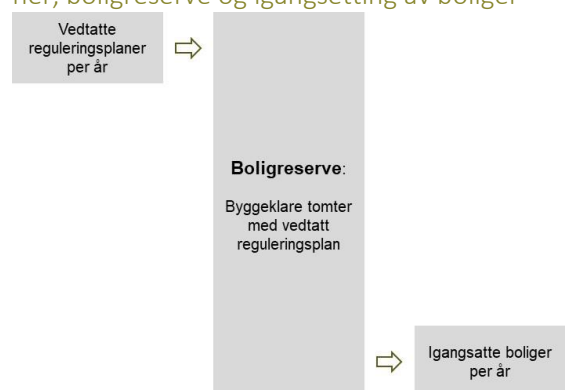 ner, boligreserve og igangsetting av boliger
Vedtatte
reguleringsplaner
per år
Boligreserve:
Byggeklare tomter
med vedtatt
reguleringsplan
Igangsatte boliger
per år